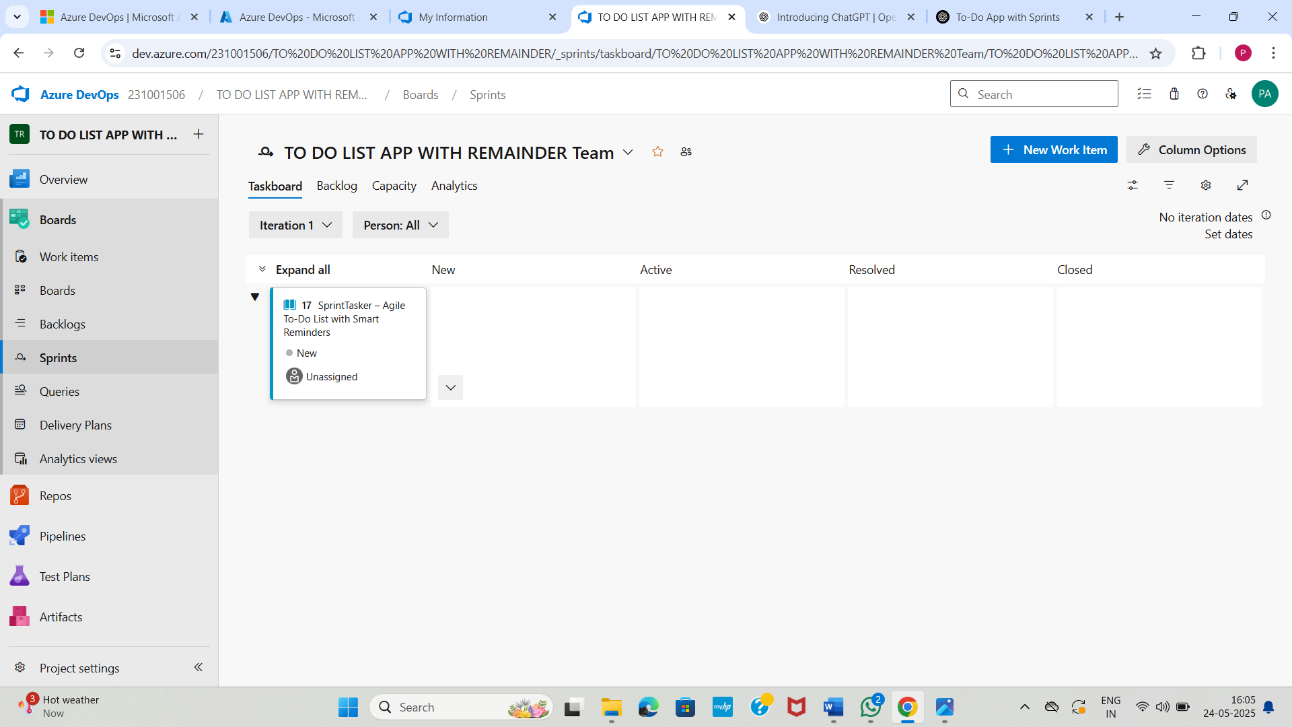 Azure DevOps | Microsoft A
Azure DevOps - Microsoft
My Information
TO DO LIST APP WITH REM
Introducing ChatGPT | Ope
To-Do App with Sprints
dev.azure.com/231001506/TO%20DO%20LIST%20APP%20WITH%20REMAINDER/_sprints/taskboard/TO%20DO%20LIST%20APP%20WITH%20REMAINDER%20Team/TO%20DO%20LIST%20APP...
P
Azure DevOps 231001506 / TO DO LIST APP WITH REM... / Boards / Sprints
Search
PA
TR TO DO LIST APP WITH ...
Overview
Boards
Work items
Boards
Backlogs
Sprints
Queries
Delivery Plans
Analytics views
Repos
Pipelines
Test Plans
Artifacts
Project settings
TO DO LIST APP WITH REMAINDER Team
New Work Item
Column Options
Taskboard Backlog Capacity Analytics
Iteration 1
Person: All
No iteration dates
Set dates
Expand all New Active Resolved Closed
17 SprintTasker – Agile
To-Do List with Smart
Reminders
New
Unassigned
3
Hot weather
Now
Search
myhp
2
ENG
IN
16:05
24-05-2025